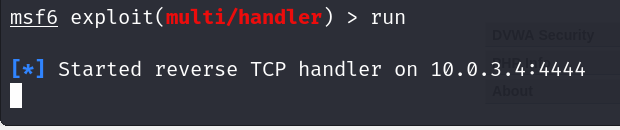 msf6 exploit(multi/handler) > run
DVWA Security
[*] Started reverse TCP handler on 10.0.3.4:4444
About